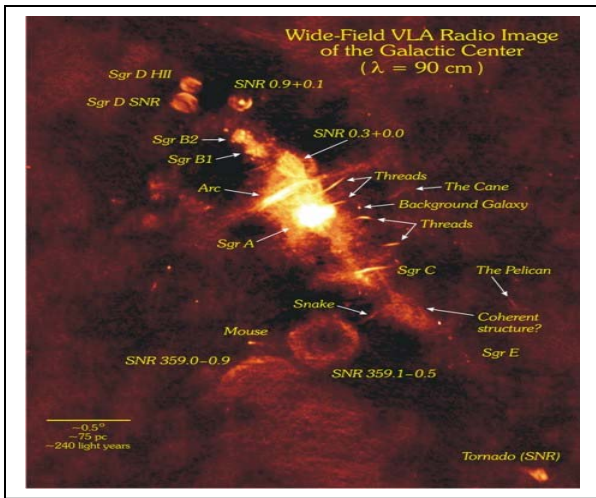 Wide-Field VLA Radio Image
of the Galactic Center
(λ = 90 cm)
Sgr D HII
Sgr D SNR
SNR 0.9+0.1
Sgr B2
SNR 0.3+0.0
Sgr B1
Threads
Arc
The Cane
Background Galaxy
Threads
Sgr A
Sgr C
The Pelican
Snake
Coherent
structure?
Mouse
Sgr E
SNR 359.0–0.9
SNR 359.1–0.5
~0.5°
~75 pc
~240 light years
Tornado (SNR)